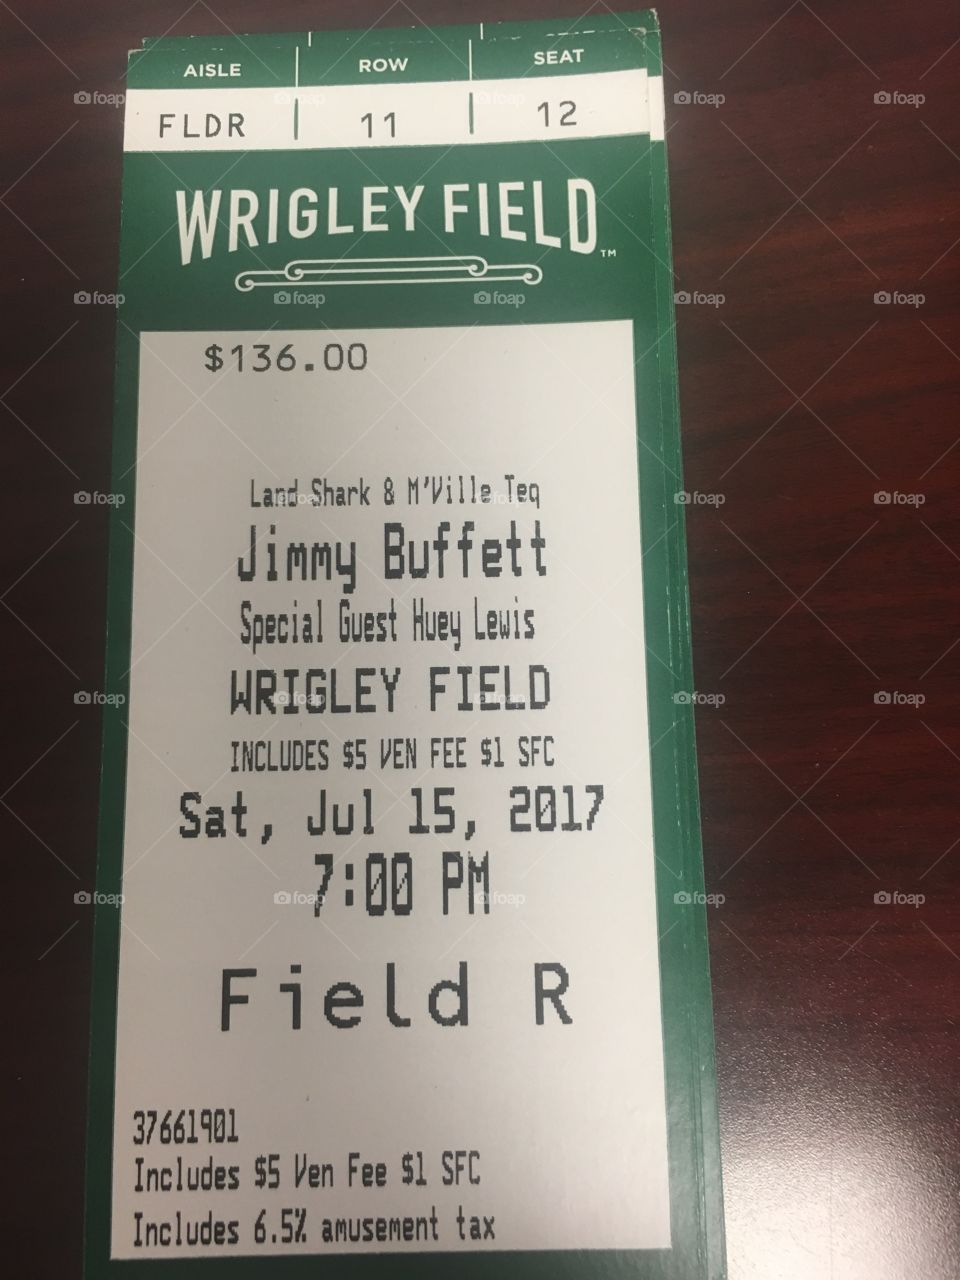 AISLE ROW SEAT
FLDR 11 12
WRIGLEY FIELD™
$136.00
Land Shark & M'Ville Teq
Jimmy Buffett
Special Guest Huey Lewis
WRIGLEY FIELD
INCLUDES $5 VEN FEE $1 SFC
Sat, Jul 15, 2017
7:00 PM
Field R
37661901
Includes $5 Ven Fee $1 SFC
Includes 6.5% amusement tax
foap